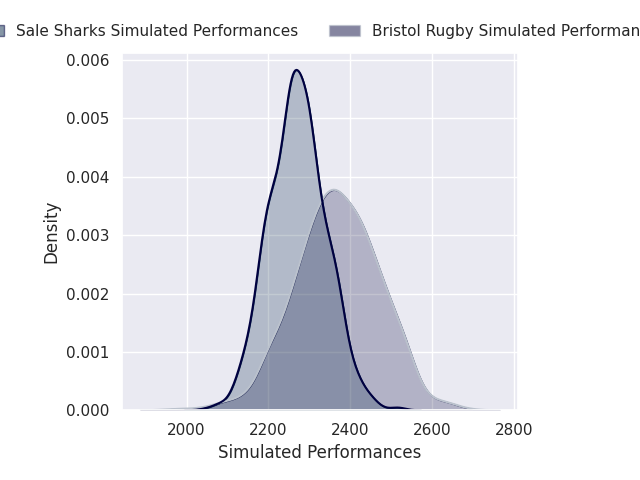 Sale Sharks Simulated Performances
Bristol Rugby Simulated
0.006
0.005
0.004
0.003
0.002
0.001
0.000
Density
2000 2200 2400 2600 2800
Simulated Performances